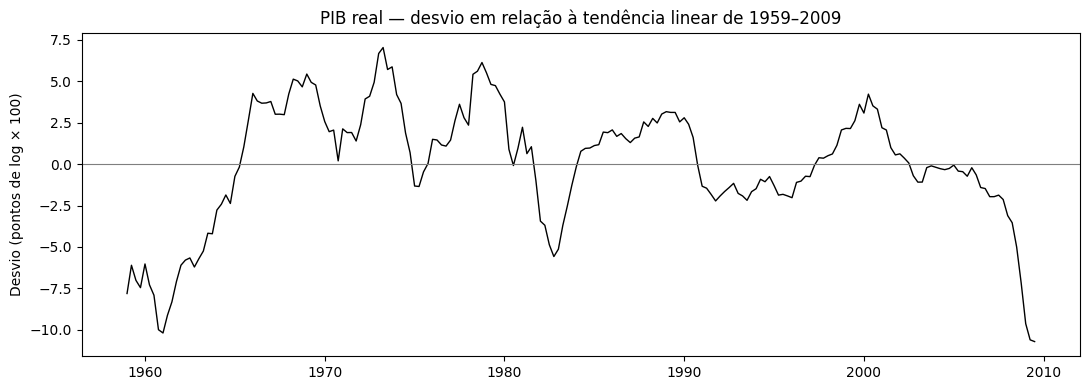 PIB real — desvio em relação à tendência linear de 1959–2009
Desvio (pontos de log × 100)
7.5
5.0
2.5
0.0
−2.5
−5.0
−7.5
−10.0
1960 1970 1980 1990 2000 2010